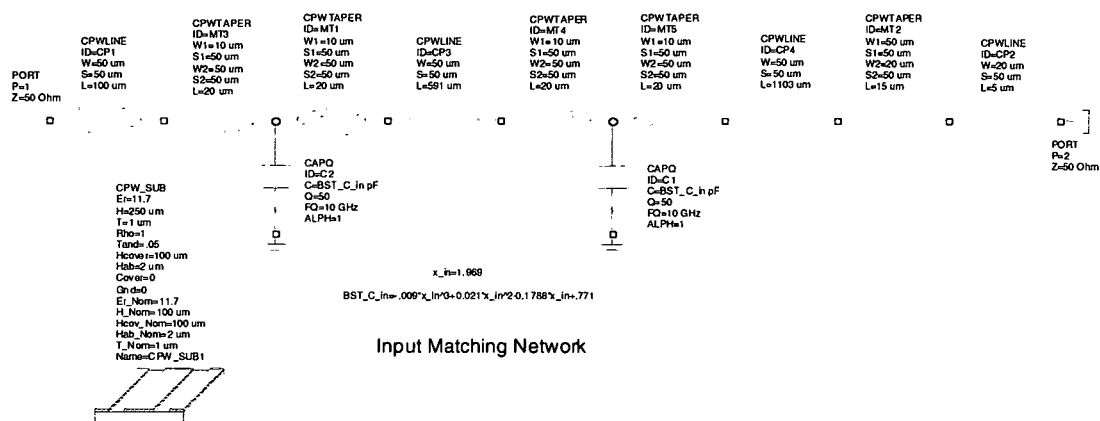 CPWLINE
ID=CP1
W=50 um
S=50 um
L=100 um
CPWTAPER
ID=MT3
W1=10 um
S1=50 um
W2=50 um
S2=50 um
L=20 um
CPWTAPER
ID=MT1
W1=10 um
S1=50 um
W2=50 um
S2=50 um
L=20 um
CPWLINE
ID=CP3
W=50 um
S=50 um
L=591 um
CPWTAPER
ID=MT4
W1=10 um
S1=50 um
W2=50 um
S2=50 um
L=20 um
CPWTAPER
ID=MT5
W1=10 um
S1=50 um
W2=50 um
S2=50 um
L=20 um
CPWLINE
ID=CP4
W=50 um
S=50 um
L=1103 um
CPWTAPER
ID=MT2
W1=50 um
S1=50 um
W2=20 um
S2=50 um
L=15 um
CPWLINE
ID=CP2
W=20 um
S=50 um
L=5 um
PORT
P=1
Z=50 Ohm
PORT
P=2
Z=50 Ohm
CAPQ
ID=C2
C=BST_C_in pF
Q=50
FQ=10 GHz
ALPH=1
CAPQ
ID=C1
C=BST_C_in pF
Q=50
FQ=10 GHz
ALPH=1
CPW_SUB
Er=11.7
H=250 um
T=1 um
Rho=1
Tand=.05
Hcover=100 um
Hab=2 um
Cover=0
Gnd=0
Er_Nom=11.7
H_Nom=100 um
Hcov_Nom=100 um
Hab_Nom=2 um
T_Nom=1 um
Name=CPW_SUB1
x_in=1.969
BST_C_in=-.009*x_in^3+0.021*x_in^2-0.1788*x_in+.771
Input Matching Network